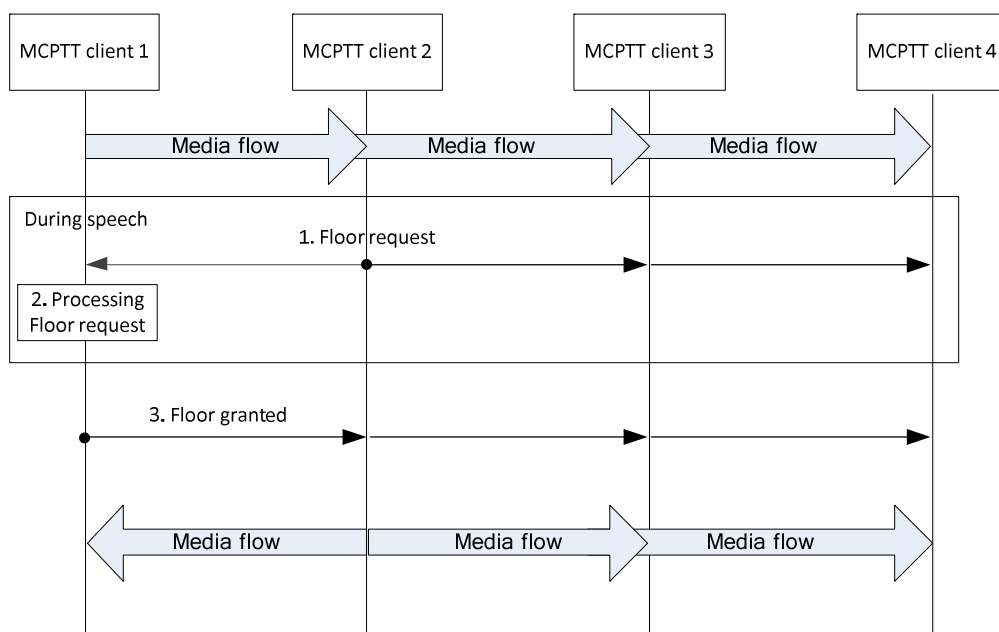 MCPTT client 1
MCPTT client 2
MCPTT client 3
MCPTT client 4
Media flow
Media flow
Media flow
During speech
1. Floor request
2. Processing
Floor request
3. Floor granted
Media flow
Media flow
Media flow